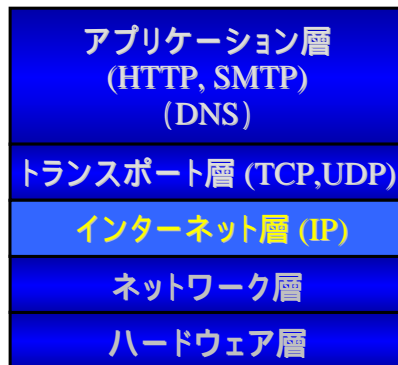 アプリケーション層
(HTTP, SMTP)
(DNS)
トランスポート層 (TCP,UDP)
インターネット層 (IP)
ネットワーク層
ハードウェア層